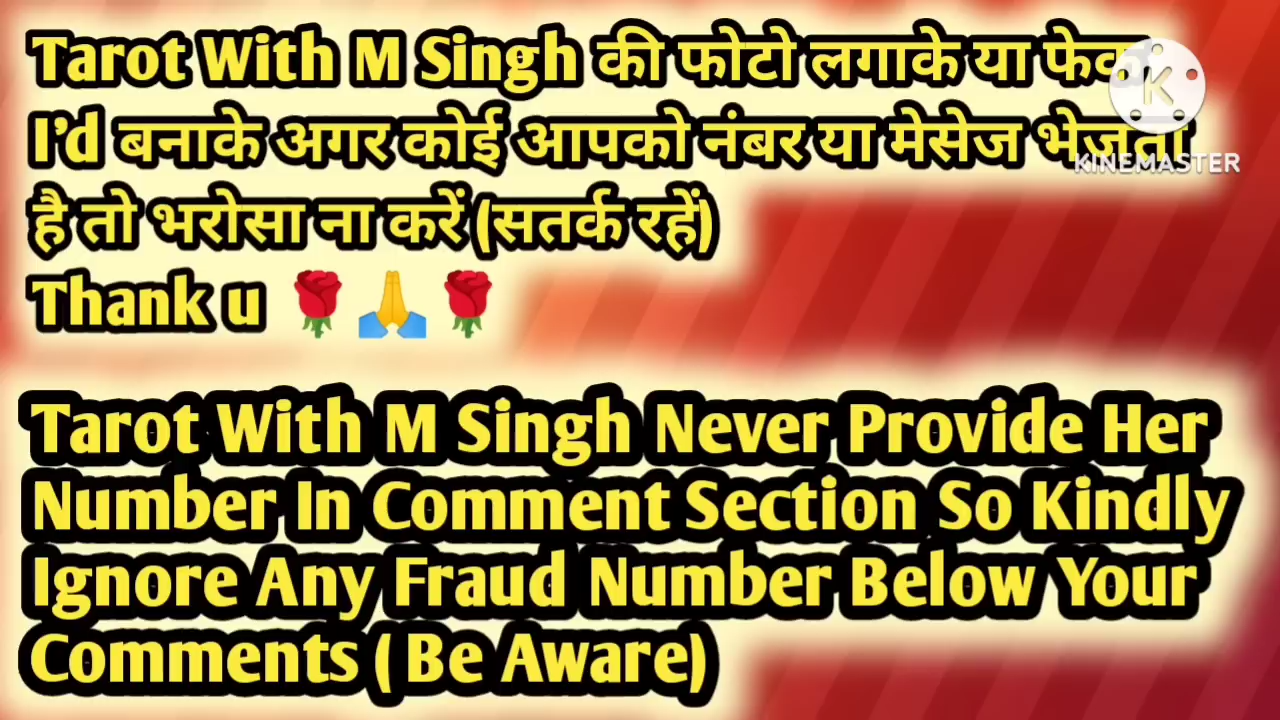 Tarot With M Singh की फोटो लगाके या
I'd बनाके अगर कोई आपको नंबर या मेसेज भेजता
है तो भरोसा ना करें (सतर्क रहें)
Thank u 🌹🙏🌹
Tarot With M Singh Never Provide Her
Number In Comment Section So Kindly
Ignore Any Fraud Number Below Your
Comments ( Be Aware)
K
KINEMASTER